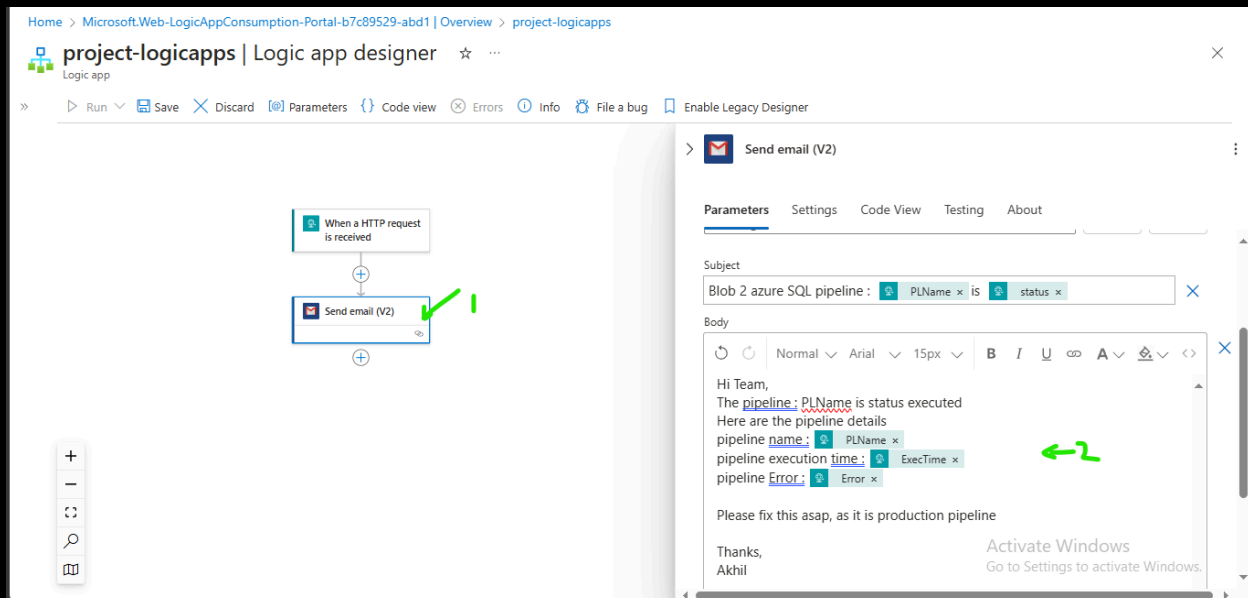 Home > Microsoft.Web-LogicAppConsumption-Portal-b7c89529-abd1 | Overview > project-logicapps
project-logicapps | Logic app designer
Logic app
Run Save Discard Parameters Code view Errors Info File a bug Enable Legacy Designer
Send email (V2)
Parameters Settings Code View Testing About
When a HTTP request
is received
Send email (V2)
1
Subject
Blob 2 azure SQL pipeline : PLName × is status ×
Body
Normal Arial 15px B I U A
Hi Team,
The pipeline : PLName is status executed
Here are the pipeline details
pipeline name : PLName ×
pipeline execution time : ExecTime ×
pipeline Error : Error ×
2
Please fix this asap, as it is production pipeline
Thanks,
Akhil
Activate Windows
Go to Settings to activate Windows.